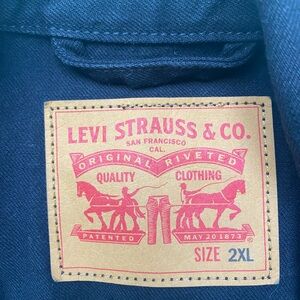 LEVI STRAUSS & CO.
SAN FRANCISCO
CAL.
ORIGINAL RIVETED
QUALITY CLOTHING
PATENTED MAY 20 1873
SIZE 2XL